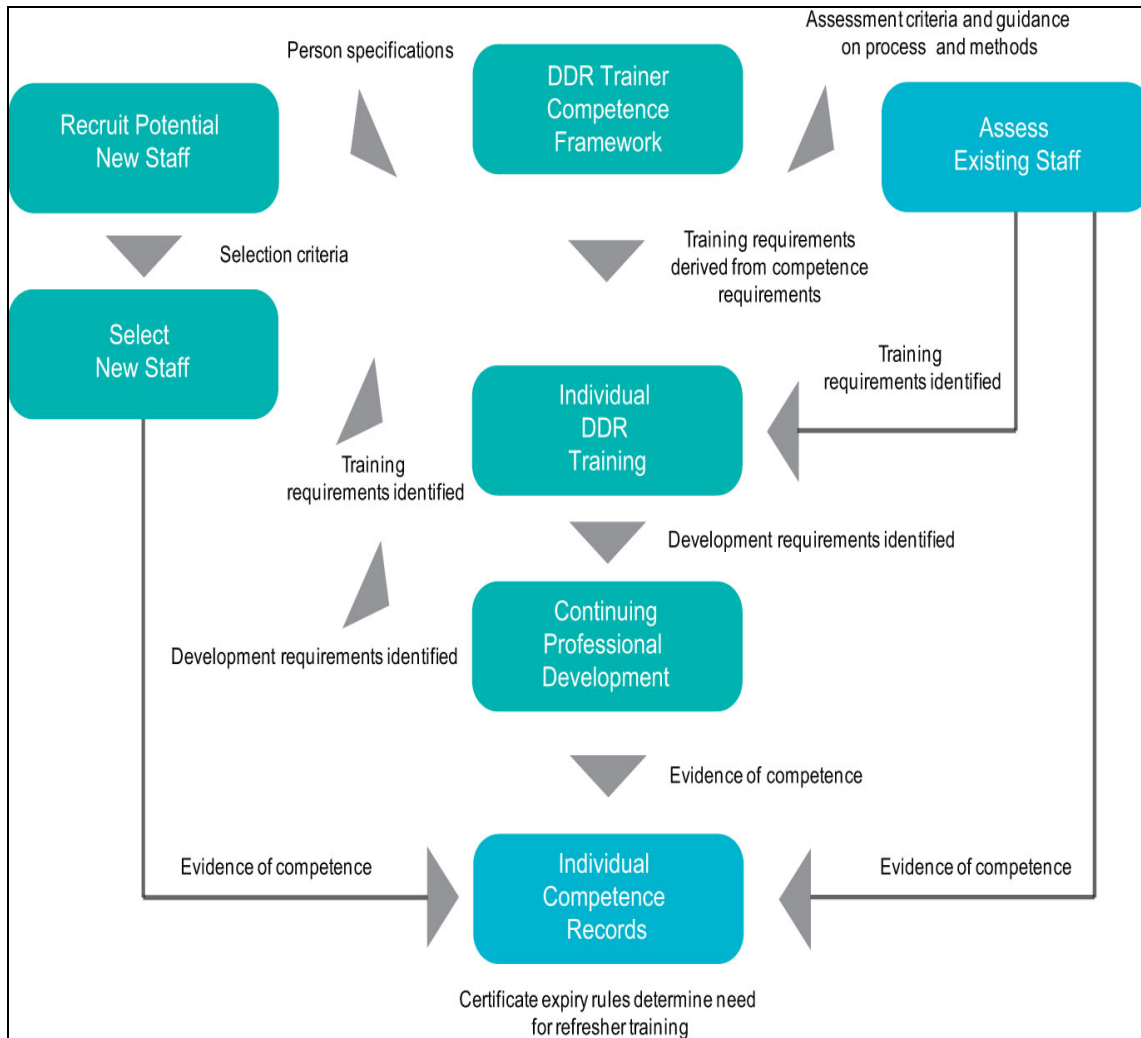 Person specifications
Assessment criteria and guidance
on process and methods
Recruit Potential
New Staff
DDR Trainer
Competence
Framework
Assess
Existing Staff
Selection criteria
Training requirements
derived from competence
requirements
Select
New Staff
Training
requirements identified
Individual
DDR
Training
Training
requirements identified
Development requirements identified
Continuing
Professional
Development
Development requirements identified
Evidence of competence
Evidence of competence
Individual
Competence
Records
Evidence of competence
Certificate expiry rules determine need
for refresher training